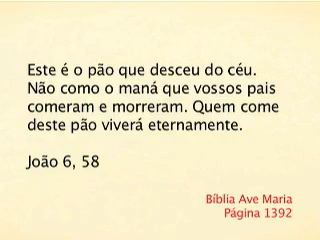 Este é o pão que desceu do céu.
Não como o maná que vossos pais
comeram e morreram. Quem come
deste pão viverá eternamente.
João 6, 58
Bíblia Ave Maria
Página 1392